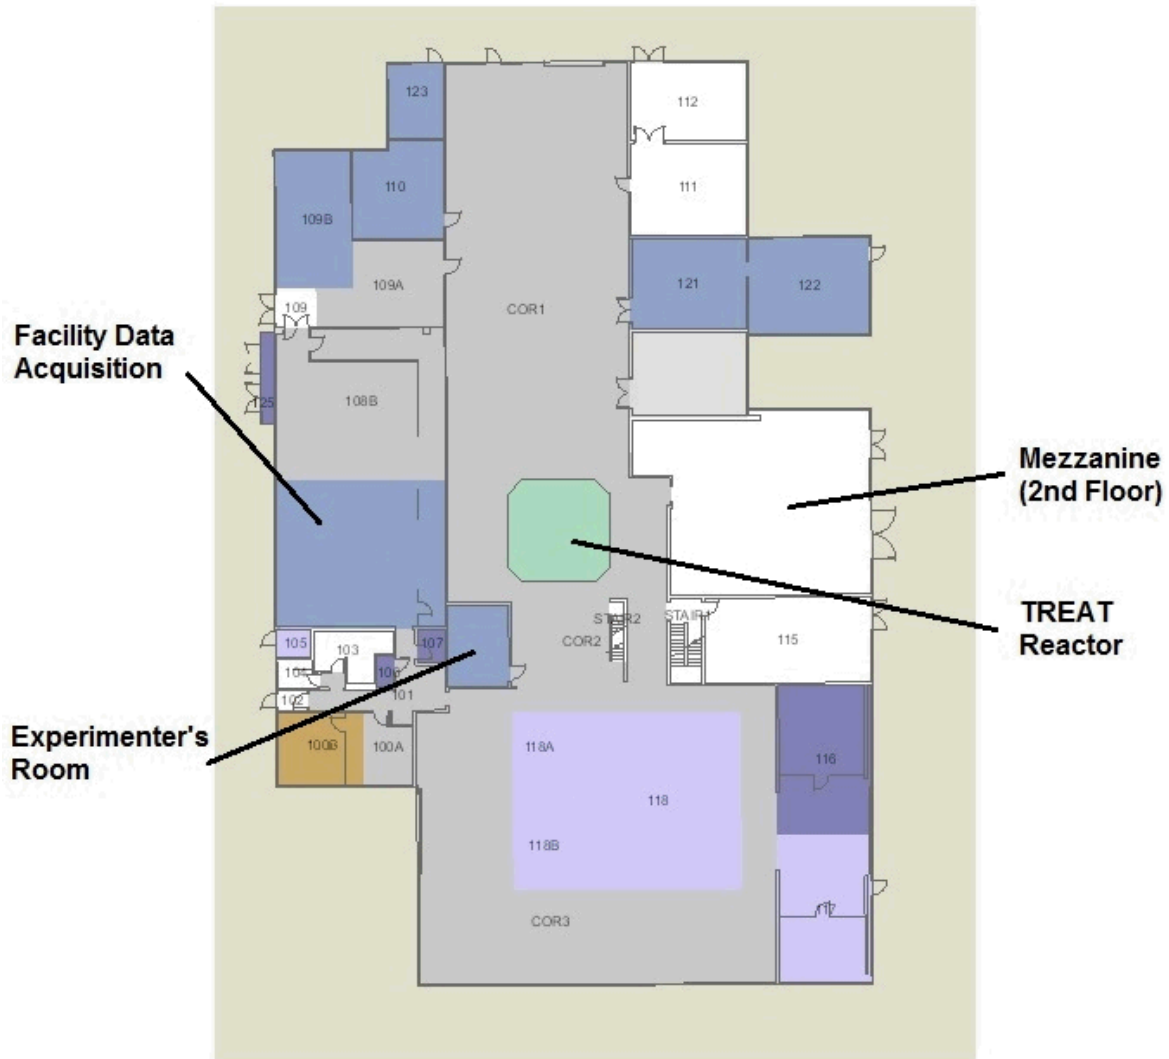 123
112
110
111
109B
109A
121
122
109
COR1
Facility Data
Acquisition
125
108B
Mezzanine
(2nd Floor)
TREAT
Reactor
STAIR2
STAIR1
105
103
107
COR2
115
104
106
102
101
Experimenter's
Room
100B
100A
118A
116
118
118B
117
COR3